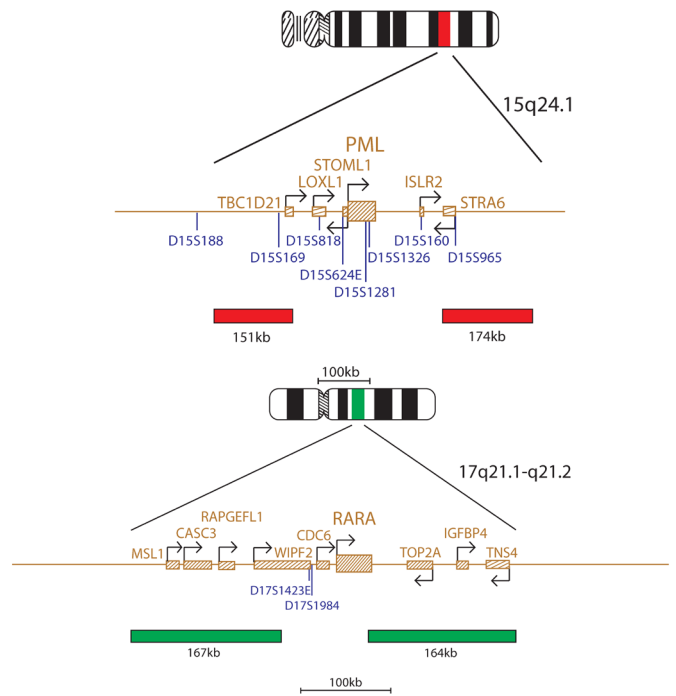 15q24.1
PML
STOML1
LOXL1
ISLR2
TBC1D21
STRA6
D15S188
D15S818
D15S160
D15S169
D15S1326
D15S965
D15S624E
D15S1281
151kb
174kb
100kb
17q21.1-q21.2
RAPGEFL1
RARA
IGFBP4
CASC3
CDC6
MSL1
WIPF2
TOP2A
TNS4
D17S1423E
D17S1984
167kb
164kb
100kb